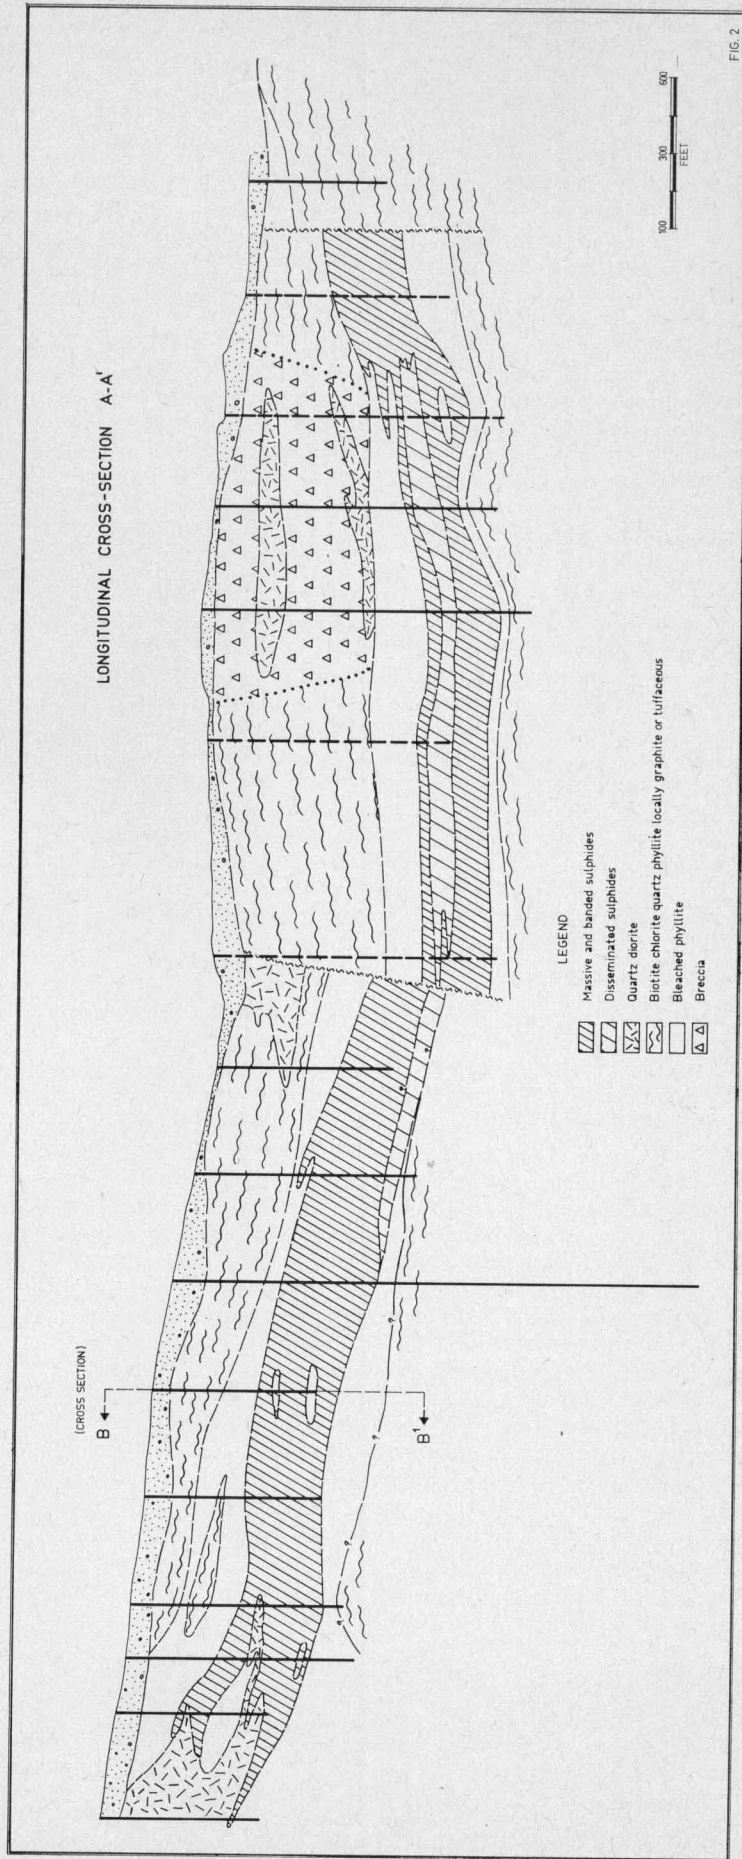 LONGITUDINAL CROSS-SECTION A-A'
(CROSS SECTION)
B
B¹
?
?
?
?
?
LEGEND
Massive and banded sulphides
Disseminated sulphides
Quartz diorite
Biotite chlorite quartz phyllite locally graphite or tuffaceous
Bleached phyllite
Breccia
100 300 600
FEET
FIG. 2